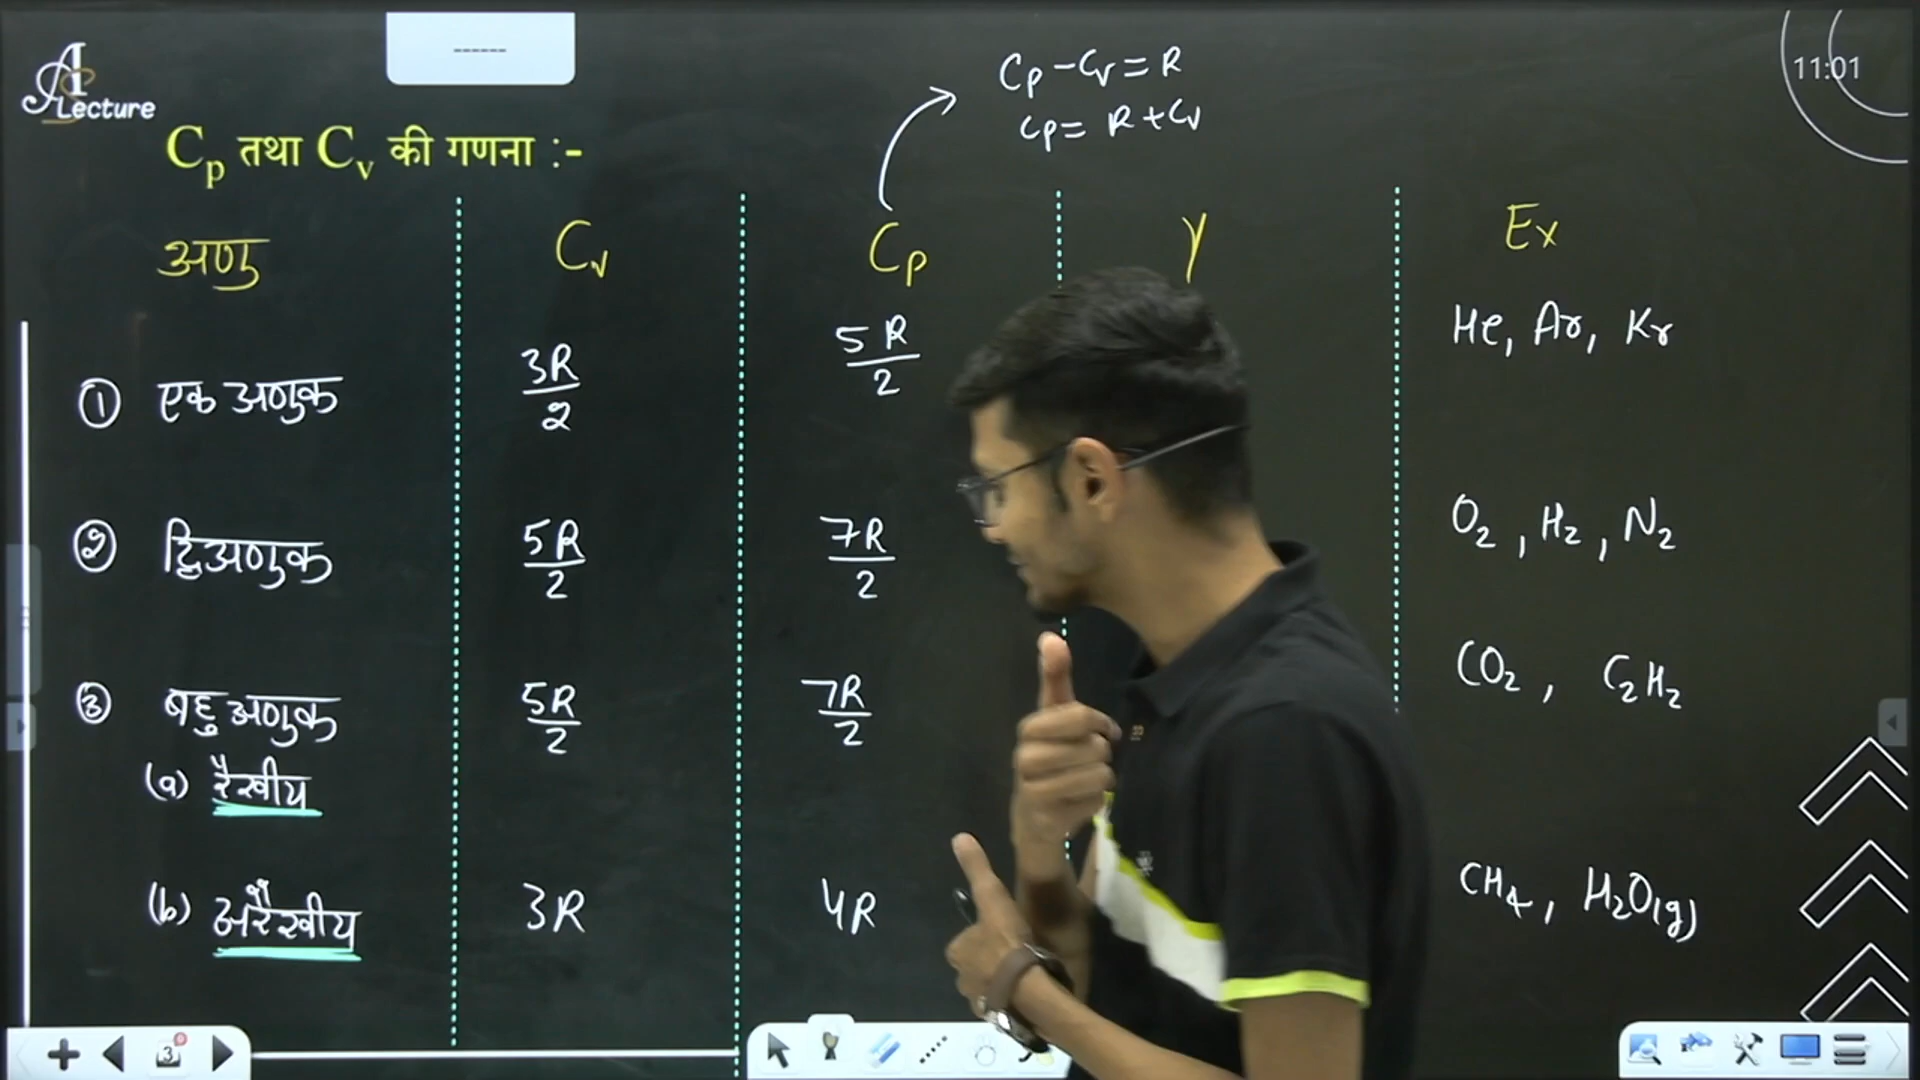 A
Lecture
------
Cp - Cv = R
Cp = R + Cv
11:01
Cp तथा Cv की गणना :-
अणु Cv Cp γ Ex
① एक अणुक 3R/2 5R/2 He, Ar, Kr
② द्विअणुक 5R/2 7R/2 O2, H2, N2
③ बहु अणुक 5R/2 7R/2 CO2, C2H2
(a) रैखीय
(b) अरैखीय 3R 4R CH4, H2O(g)
3